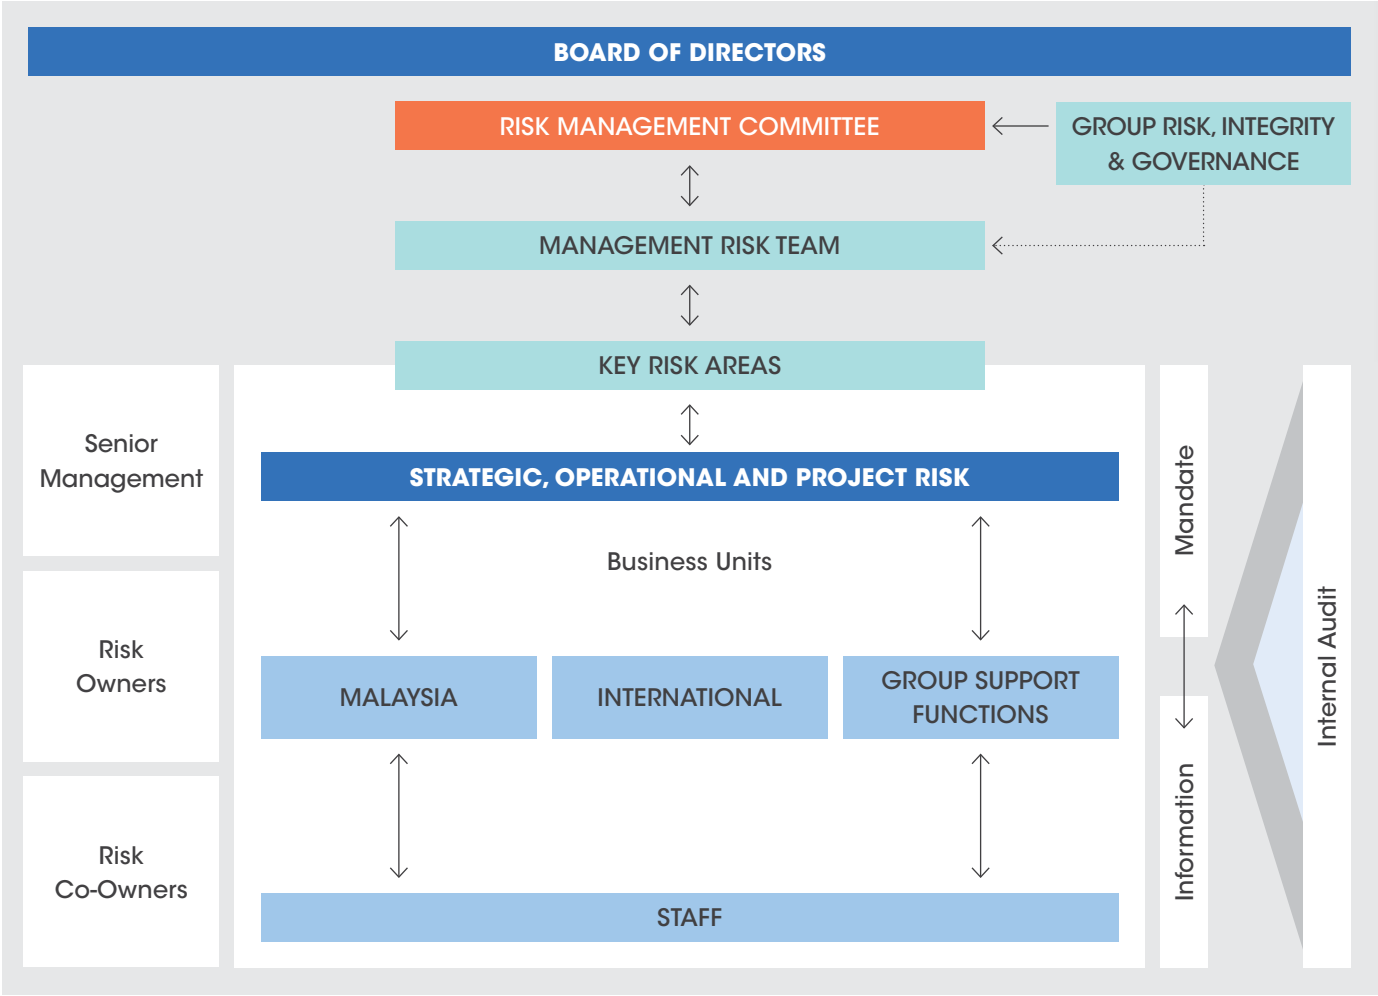 BOARD OF DIRECTORS
RISK MANAGEMENT COMMITTEE
GROUP RISK, INTEGRITY
& GOVERNANCE
MANAGEMENT RISK TEAM
KEY RISK AREAS
Senior
Management
STRATEGIC, OPERATIONAL AND PROJECT RISK
Mandate
Business Units
Risk
Owners
MALAYSIA
INTERNATIONAL
GROUP SUPPORT
FUNCTIONS
Internal Audit
Information
Risk
Co-Owners
STAFF